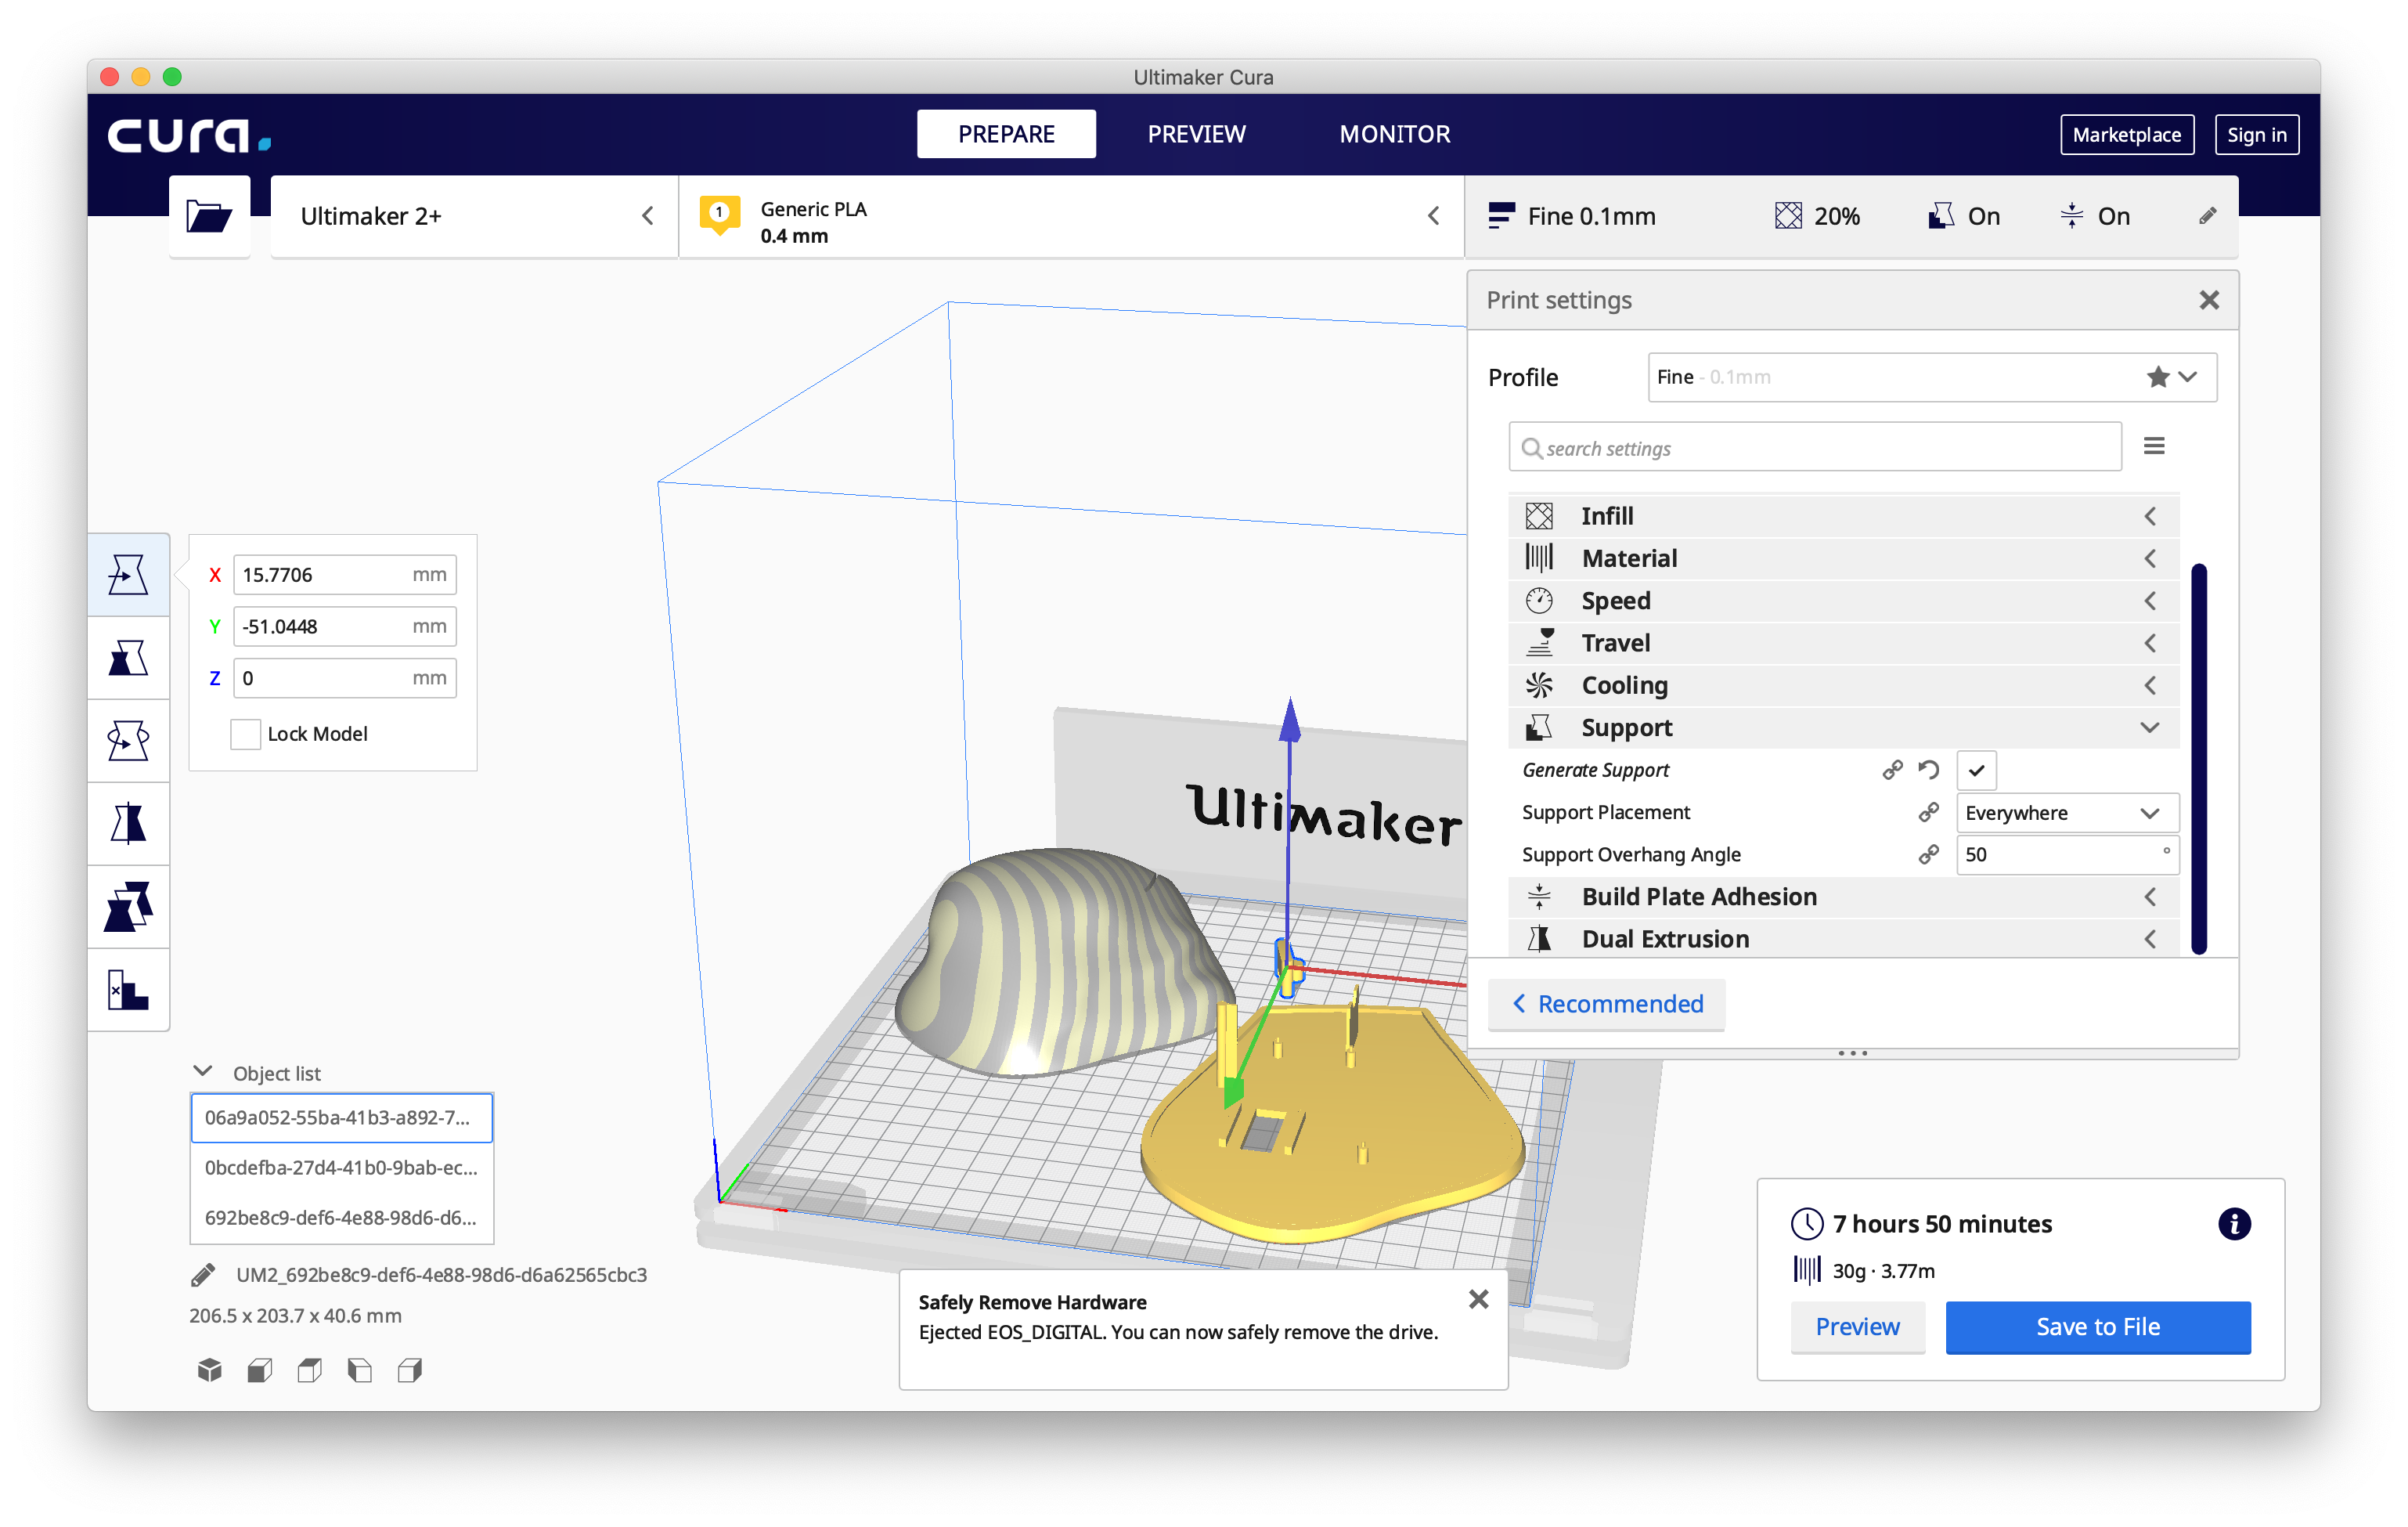 Ultimaker Cura
cura.
PREPARE
PREVIEW
MONITOR
Marketplace
Sign in
Ultimaker 2+
1
Generic PLA
0.4 mm
Fine 0.1mm
20%
On
On
Print settings
Profile
Fine - 0.1mm
search settings
Infill
Material
Speed
Travel
Cooling
Support
Generate Support
Support Placement
Everywhere
Support Overhang Angle
50 °
Build Plate Adhesion
Dual Extrusion
Recommended
X 15.7706 mm
Y -51.0448 mm
Z 0 mm
Lock Model
Ultimaker
Object list
06a9a052-55ba-41b3-a892-7...
0bcdefba-27d4-41b0-9bab-ec...
692be8c9-def6-4e88-98d6-d6...
UM2_692be8c9-def6-4e88-98d6-d6a62565cbc3
206.5 x 203.7 x 40.6 mm
Safely Remove Hardware
Ejected EOS_DIGITAL. You can now safely remove the drive.
7 hours 50 minutes
30g · 3.77m
Preview
Save to File